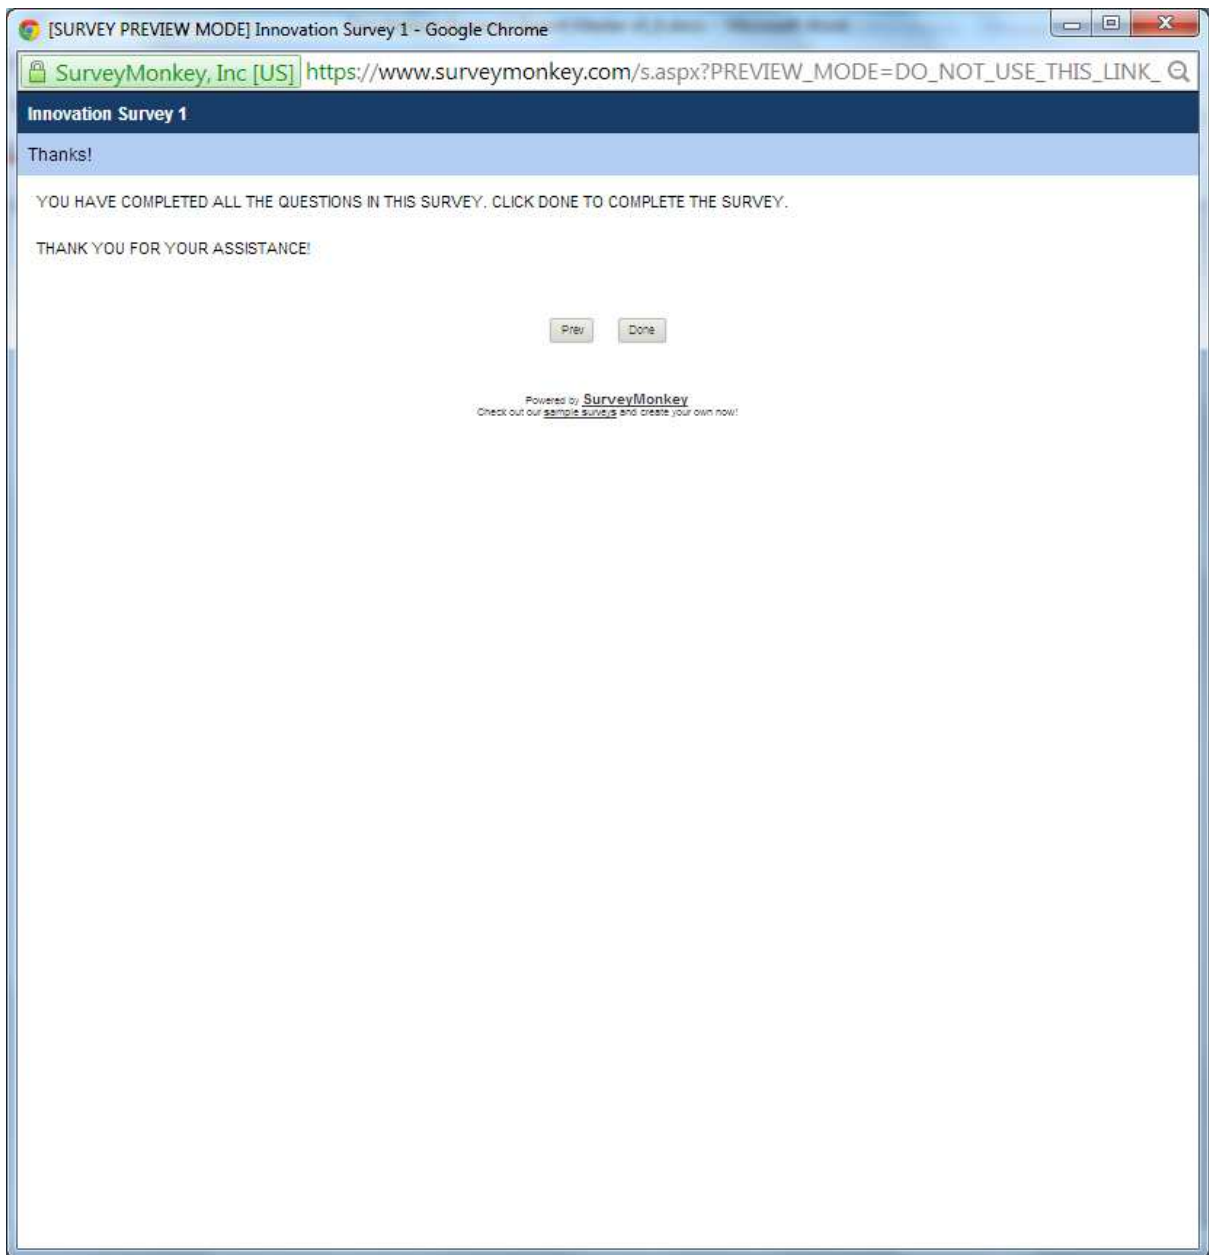 [SURVEY PREVIEW MODE] Innovation Survey 1 - Google Chrome
SurveyMonkey, Inc [US] https://www.surveymonkey.com/s.aspx?PREVIEW_MODE=DO_NOT_USE_THIS_LINK_
Innovation Survey 1
Thanks!
YOU HAVE COMPLETED ALL THE QUESTIONS IN THIS SURVEY. CLICK DONE TO COMPLETE THE SURVEY.
THANK YOU FOR YOUR ASSISTANCE!
Prev Done
Powered by SurveyMonkey
Check out our sample surveys and create your own now!